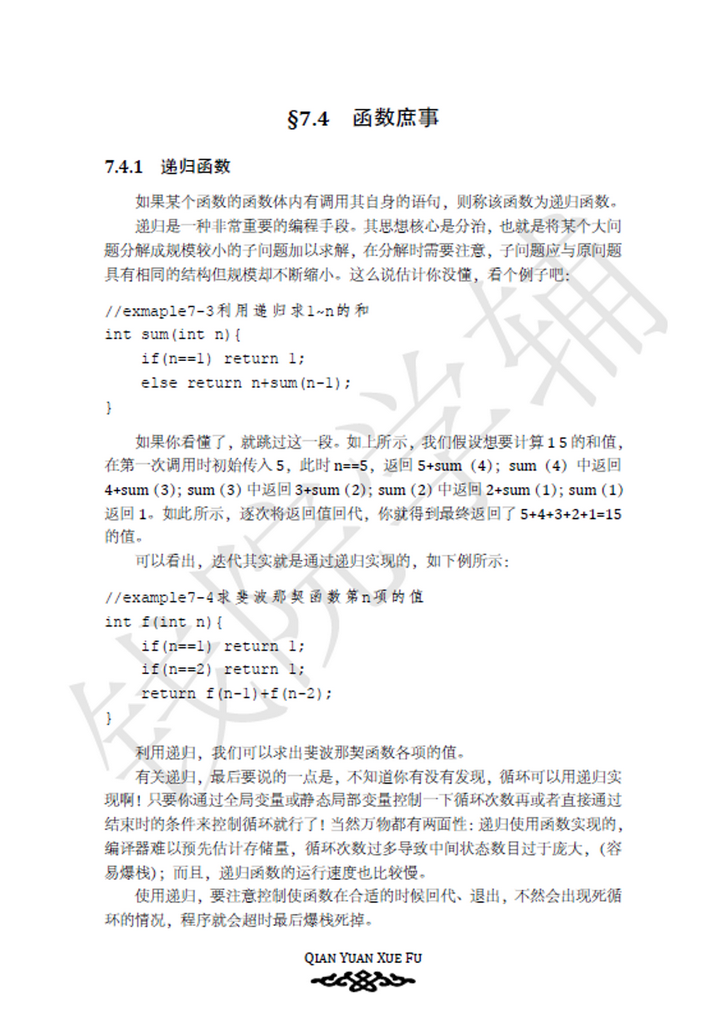 §7.4 函数庶事
7.4.1 递归函数
如果某个函数的函数体内有调用其自身的语句，则称该函数为递归函数。
递归是一种非常重要的编程手段。其思想核心是分治，也就是将某个大问
题分解成规模较小的子问题加以求解，在分解时需要注意，子问题应与原问题
具有相同的结构但规模却不断缩小。这么说估计你没懂，看个例子吧：
//exmaple7-3利用递归求1~n的和
int sum(int n){
if(n==1) return 1;
else return n+sum(n-1);
}
如果你看懂了，就跳过这一段。如上所示，我们假设想要计算 1 5 的和值，
在第一次调用时初始传入 5，此时 n==5，返回 5+sum（4）；sum（4）中返回
4+sum（3）；sum（3）中返回 3+sum（2）；sum（2）中返回 2+sum（1）；sum（1）
返回 1。如此所示，逐次将返回值回代，你就得到最终返回了 5+4+3+2+1=15
的值。
可以看出，迭代其实就是通过递归实现的，如下例所示：
//example7-4求斐波那契函数第n项的值
int f(int n){
if(n==1) return 1;
if(n==2) return 1;
return f(n-1)+f(n-2);
}
利用递归，我们可以求出斐波那契函数各项的值。
有关递归，最后要说的一点是，不知道你有没有发现，循环可以用递归实
现啊！只要你通过全局变量或静态局部变量控制一下循环次数再或者直接通过
结束时的条件来控制循环就行了！当然万物都有两面性：递归使用函数实现的，
编译器难以预先估计存储量，循环次数过多导致中间状态数目过于庞大，（容
易爆栈）；而且，递归函数的运行速度也比较慢。
使用递归，要注意控制使函数在合适的时候回代、退出，不然会出现死循
环的情况，程序就会超时最后爆栈死掉。
钱院学辅
QIAN YUAN XUE FU